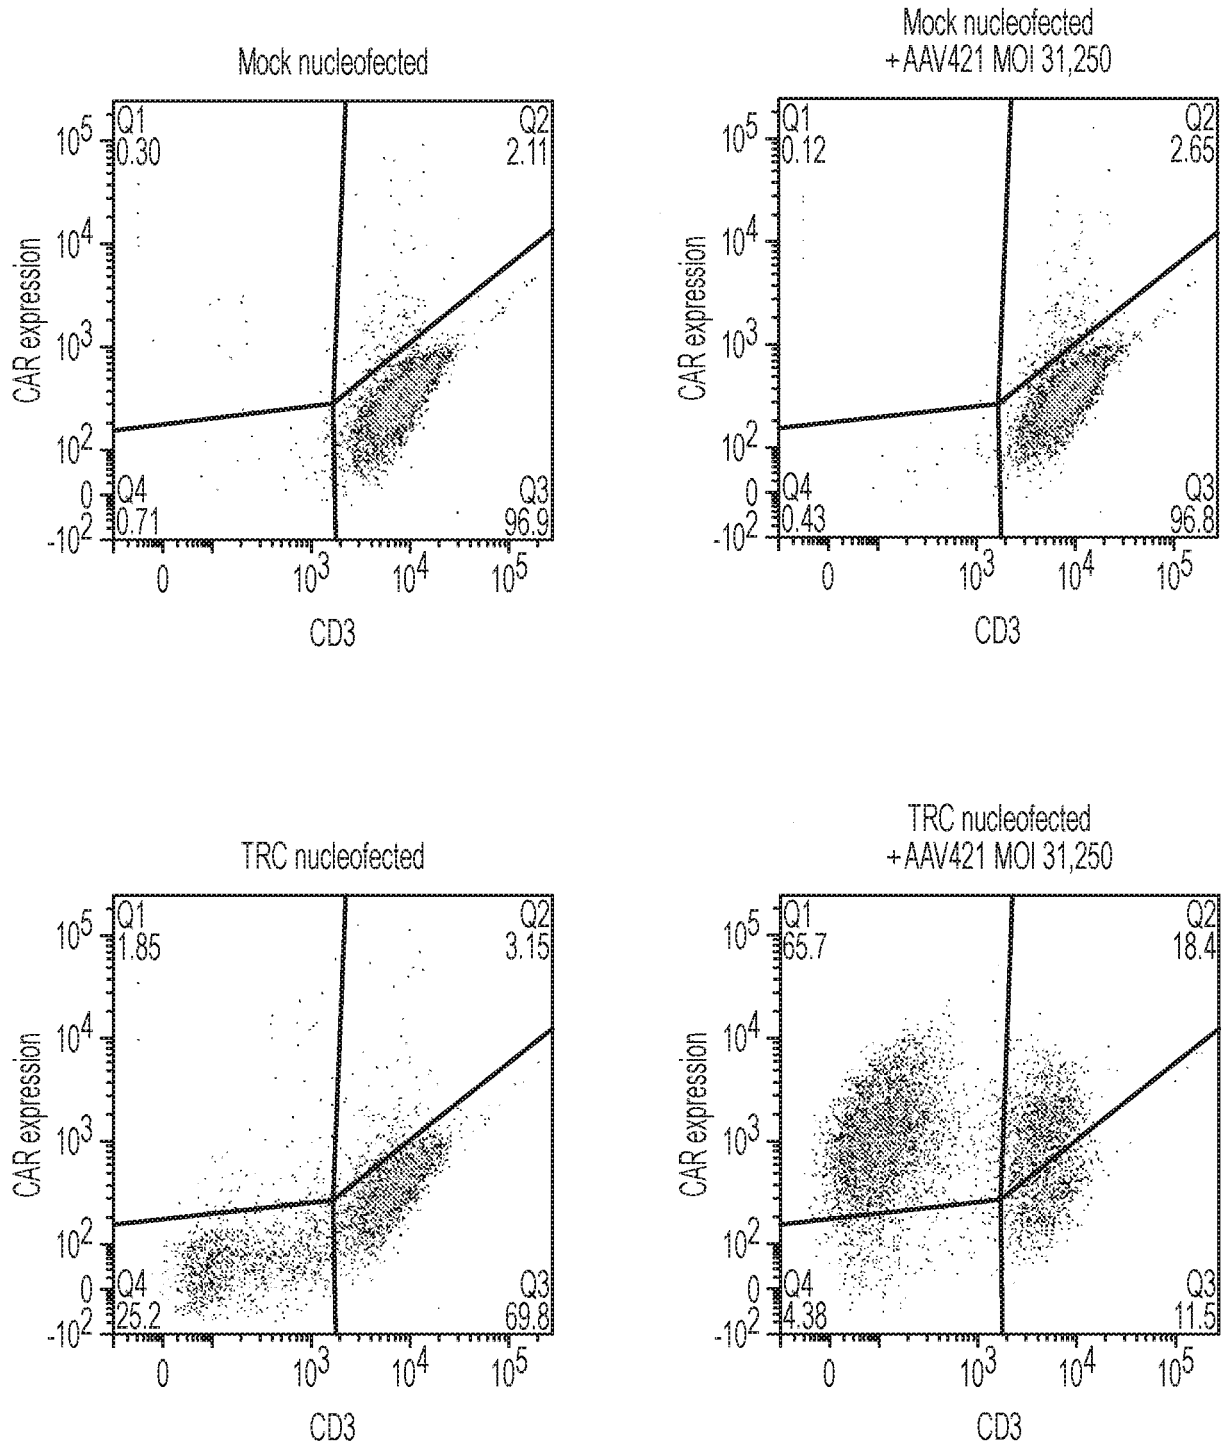 Mock nucleofected
Q1
0.30
Q2
2.11
Q4
0.71
Q3
96.9
10^5
10^4
10^3
10^2
0
-10^2
CAR expression
0
10^3
10^4
10^5
CD3
Mock nucleofected
+AAV421 MOI 31,250
Q1
0.12
Q2
2.65
Q4
0.43
Q3
96.8
10^5
10^4
10^3
10^2
0
-10^2
CAR expression
0
10^3
10^4
10^5
CD3
TRC nucleofected
Q1
1.85
Q2
3.15
Q4
25.2
Q3
69.8
10^5
10^4
10^3
10^2
0
-10^2
CAR expression
0
10^3
10^4
10^5
CD3
TRC nucleofected
+AAV421 MOI 31,250
Q1
65.7
Q2
18.4
Q4
4.38
Q3
11.5
10^5
10^4
10^3
10^2
0
-10^2
CAR expression
0
10^3
10^4
10^5
CD3